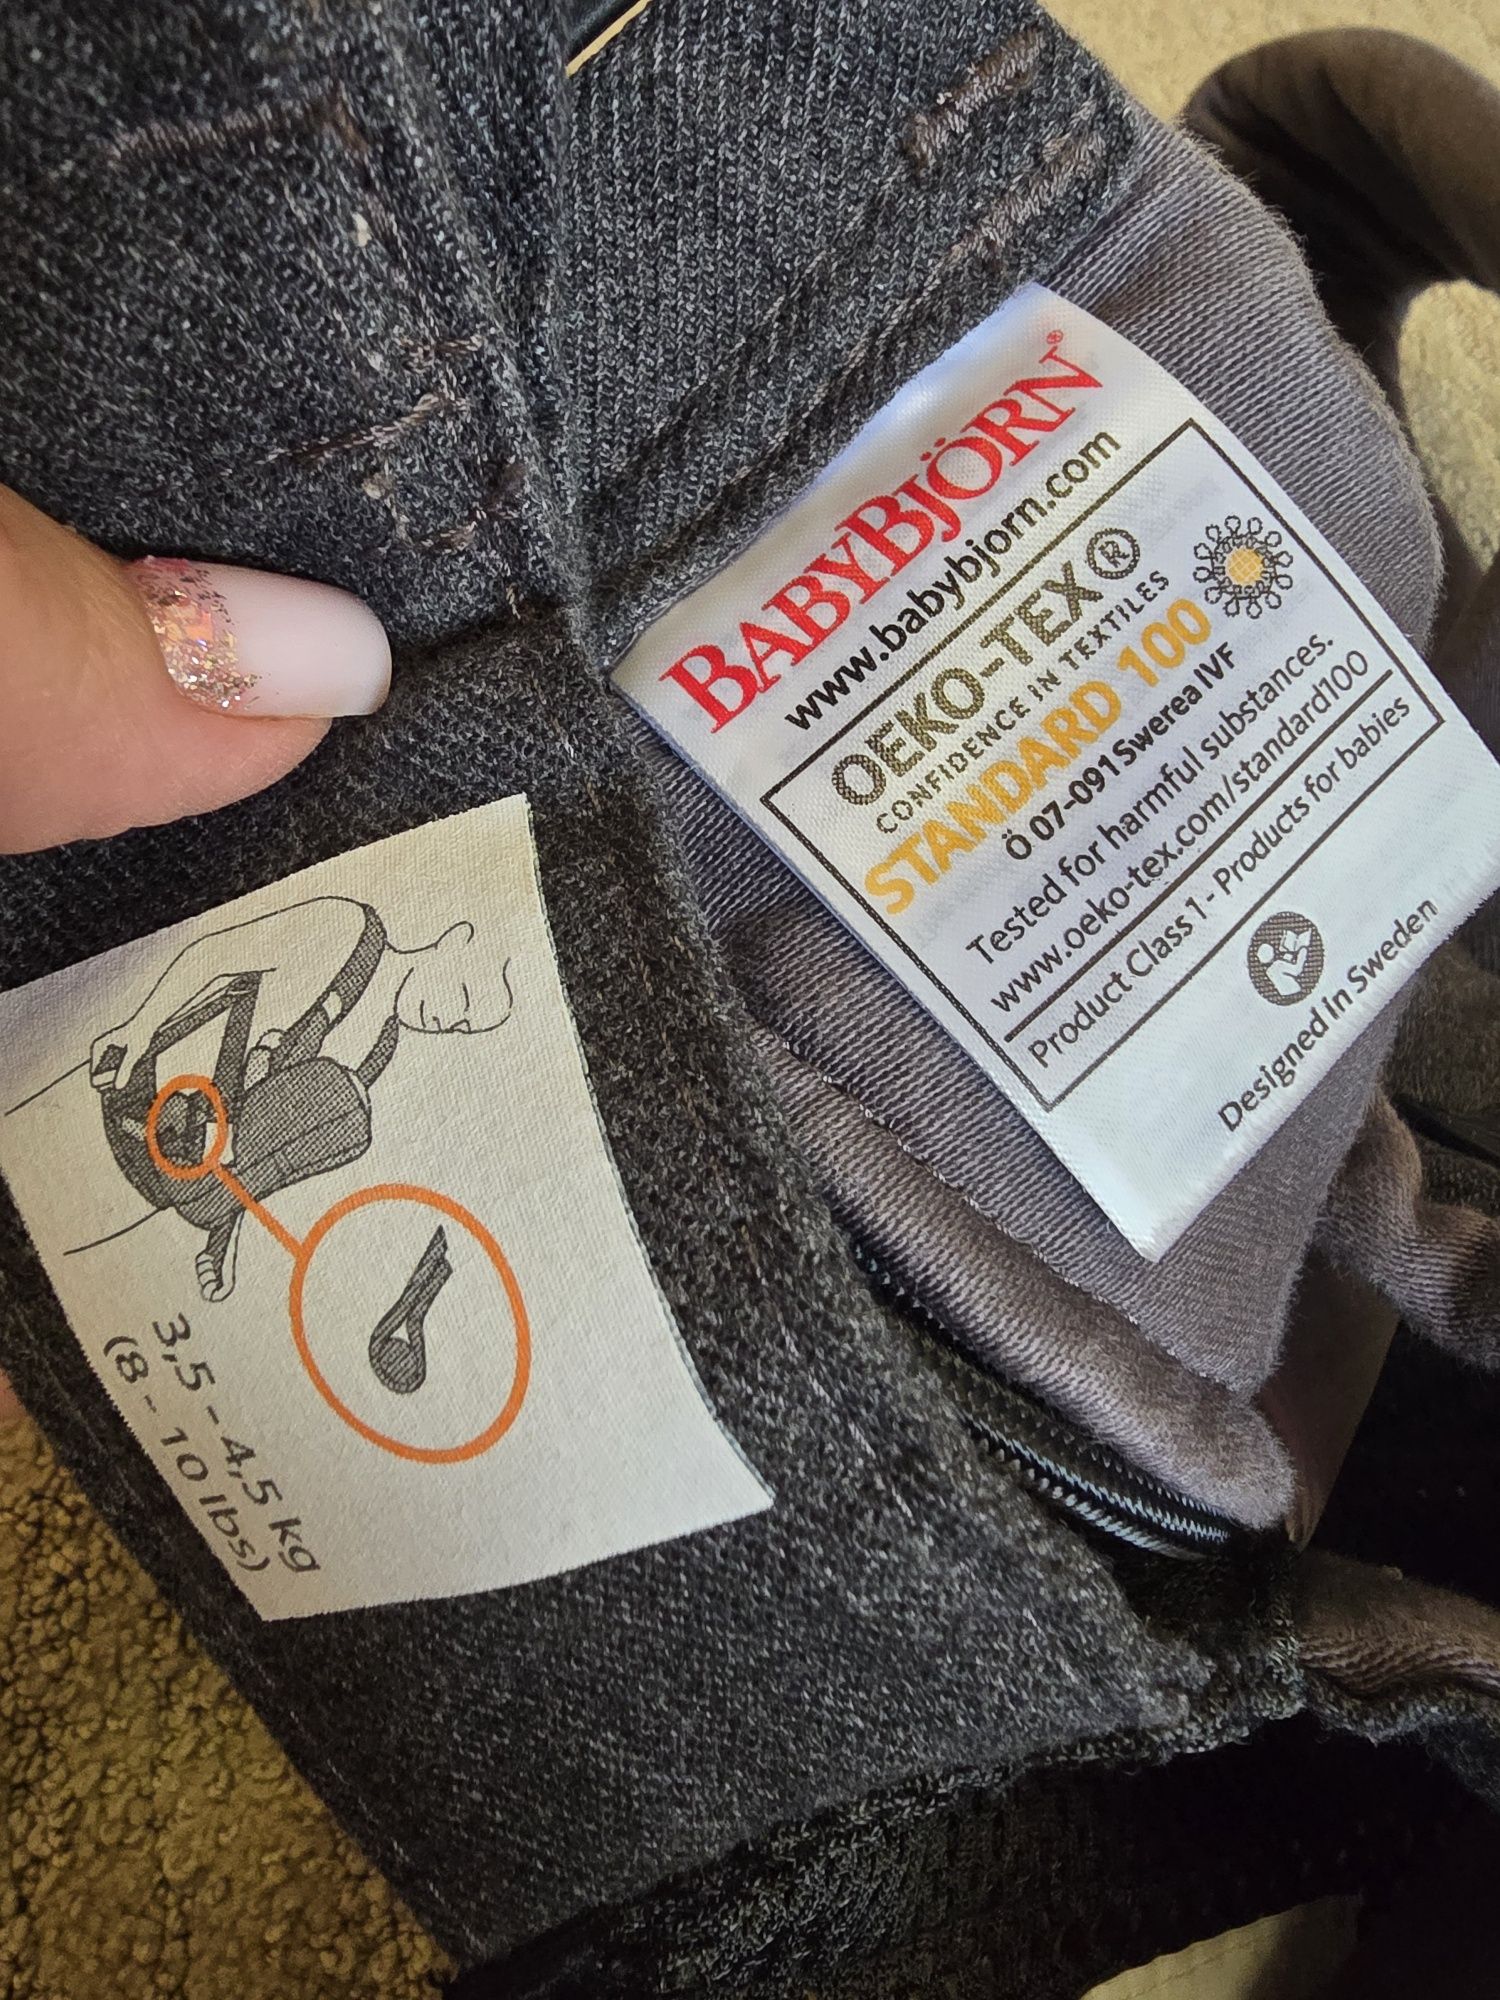 BABYBJÖRN®
www.babybjorn.com
OEKO-TEX®
CONFIDENCE IN TEXTILES
STANDARD 100
Ö 07-091 Swerea IVF
Tested for harmful substances.
www.oeko-tex.com/standard100
Product Class 1 - Products for babies
Designed in Sweden
3,5 - 4,5 kg
(8 - 10 lbs)